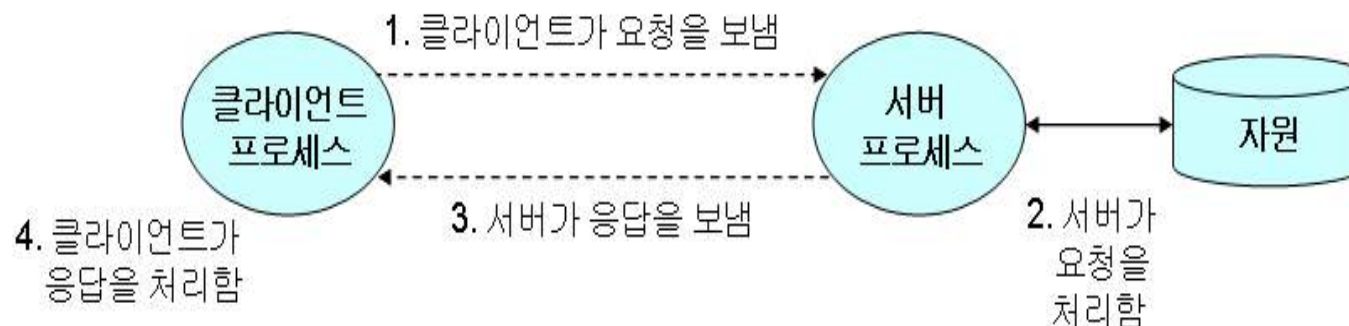 1. 클라이언트가 요청을 보냄
클라이언트
프로세스
서버
프로세스
자원
3. 서버가 응답을 보냄
4. 클라이언트가
응답을 처리함
2. 서버가
요청을
처리함